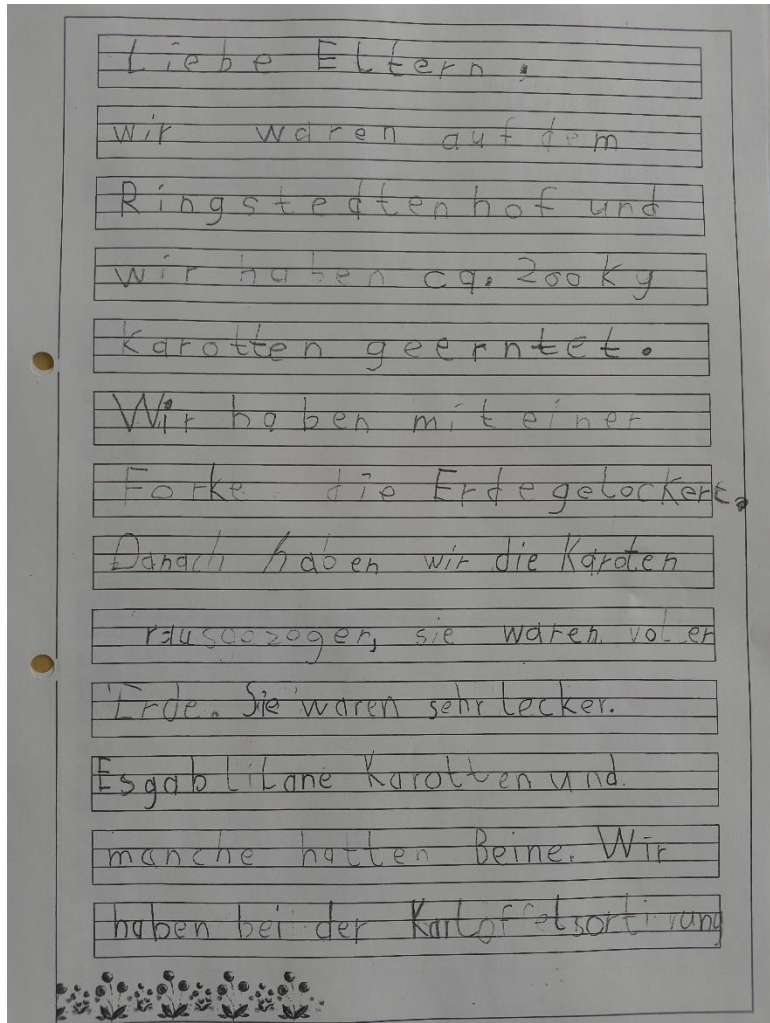 Liebe Eltern,
wir waren auf dem
Ringstedtenhof und
wir haben ca. 200 kg
Karotten geerntet.
Wir haben mit einer
Forke die Erde gelockert,
Danach haben wir die Karoten
rausgezogen, sie waren voler
Erde. Sie waren sehr lecker.
Es gab lilane Karotten und
manche hatten Beine. Wir
haben bei der Kartoffelsortirung